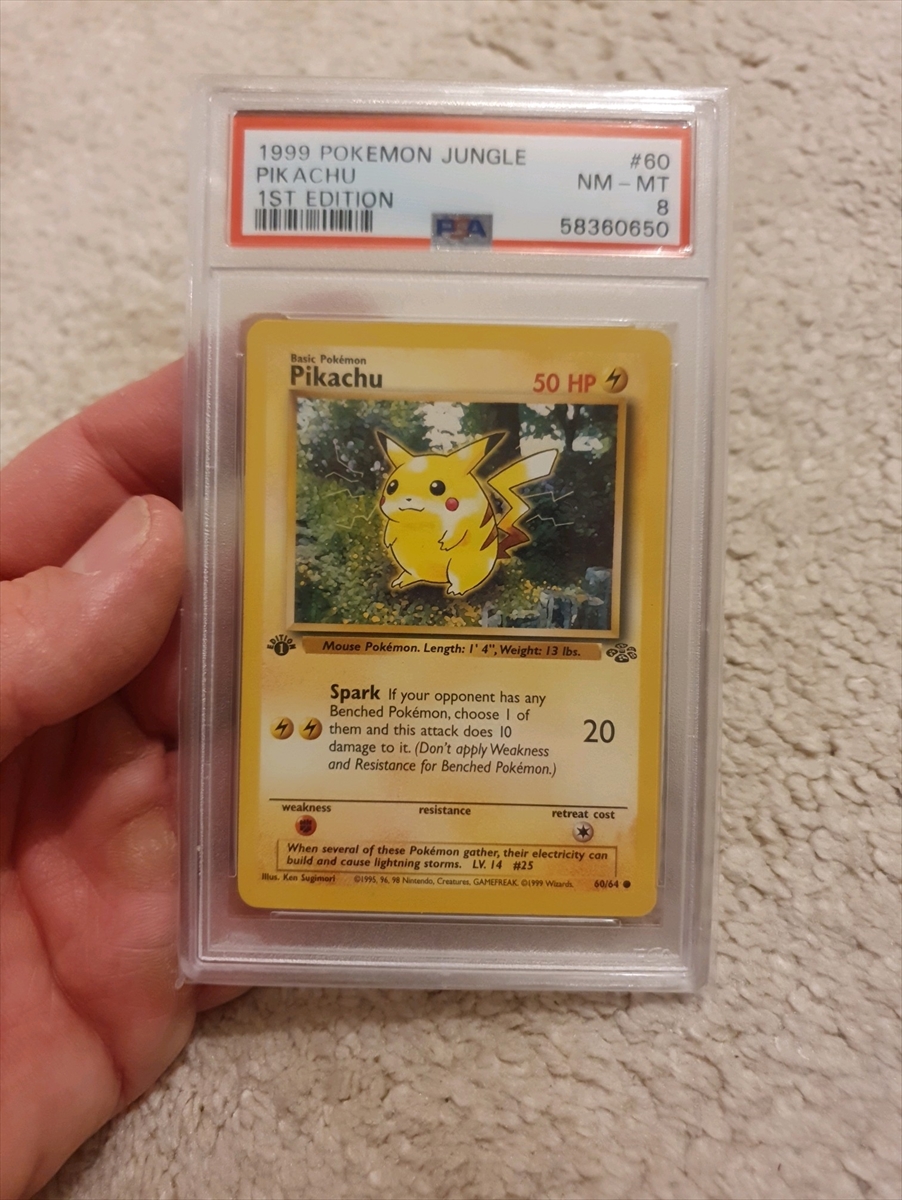 1999 POKEMON JUNGLE #60
PIKACHU NM - MT
1ST EDITION 8
PSA 58360650
Basic Pokémon
Pikachu 50 HP
EDITION
1
Mouse Pokémon. Length: 1' 4", Weight: 13 lbs.
Spark If your opponent has any
Benched Pokémon, choose 1 of
them and this attack does 10 20
damage to it. (Don't apply Weakness
and Resistance for Benched Pokémon.)
weakness resistance retreat cost
When several of these Pokémon gather, their electricity can
build and cause lightning storms. LV. 14 #25
Illus. Ken Sugimori ©1995, 96, 98 Nintendo, Creatures, GAMEFREAK. ©1999 Wizards. 60/64